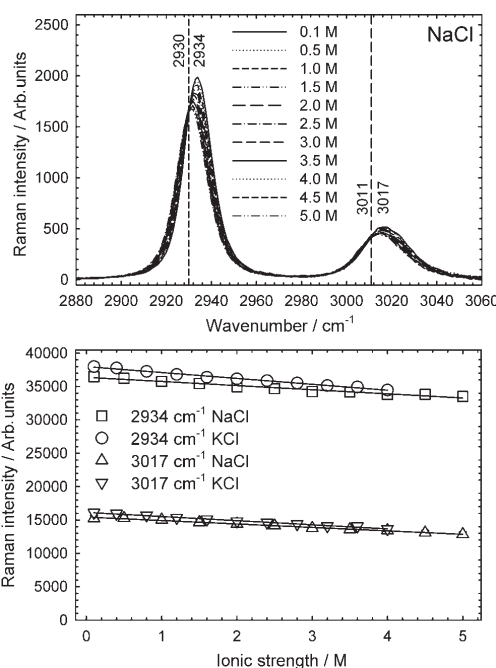 NaCl
2500
2000
1500
1000
500
0
Raman intensity / Arb.units
2930
2934
3011
3017
0.1 M
0.5 M
1.0 M
1.5 M
2.0 M
2.5 M
3.0 M
3.5 M
4.0 M
4.5 M
5.0 M
2880 2900 2920 2940 2960 2980 3000 3020 3040 3060
Wavenumber / cm⁻¹
40000
35000
30000
25000
20000
15000
10000
5000
0
Raman intensity / Arb.units
2934 cm⁻¹ NaCl
2934 cm⁻¹ KCl
3017 cm⁻¹ NaCl
3017 cm⁻¹ KCl
0 1 2 3 4 5
Ionic strength / M